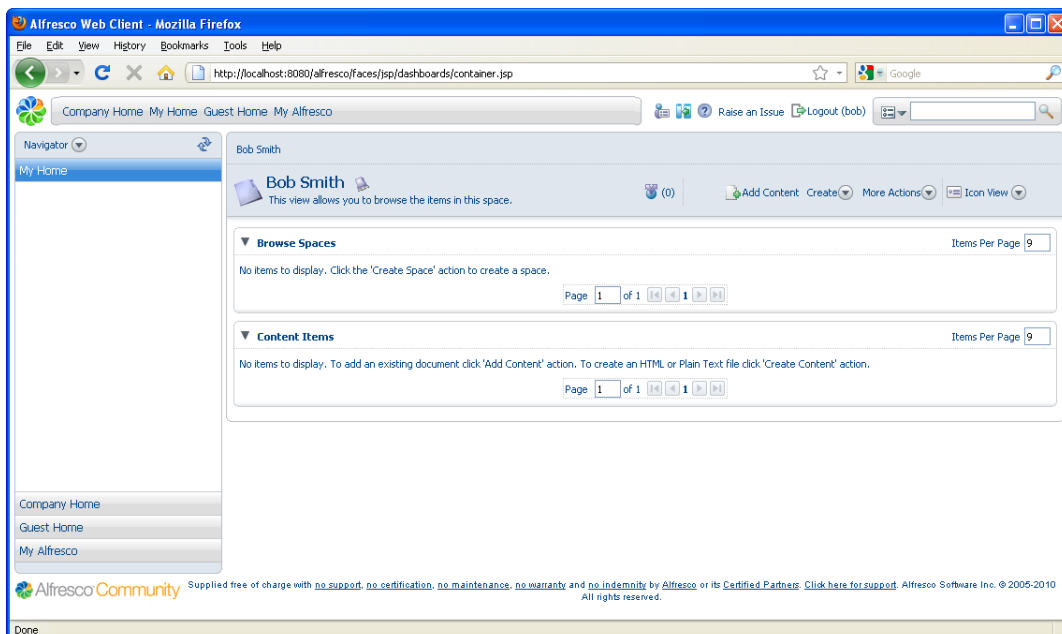 Alfresco Web Client - Mozilla Firefox
File Edit View History Bookmarks Tools Help
http://localhost:8080/alfresco/faces/jsp/dashboards/container.jsp
Google
Company Home My Home Guest Home My Alfresco
Raise an Issue Logout (bob)
Navigator
My Home
Bob Smith
Bob Smith
This view allows you to browse the items in this space.
(0)
Add Content Create More Actions Icon View
Browse Spaces
Items Per Page 9
No items to display. Click the 'Create Space' action to create a space.
Page 1 of 1 1
Content Items
Items Per Page 9
No items to display. To add an existing document click 'Add Content' action. To create an HTML or Plain Text file click 'Create Content' action.
Page 1 of 1 1
Company Home
Guest Home
My Alfresco
Alfresco Community
Supplied free of charge with no support, no certification, no maintenance, no warranty and no indemnity by Alfresco or its Certified Partners. Click here for support. Alfresco Software Inc. © 2005-2010
All rights reserved.
Done